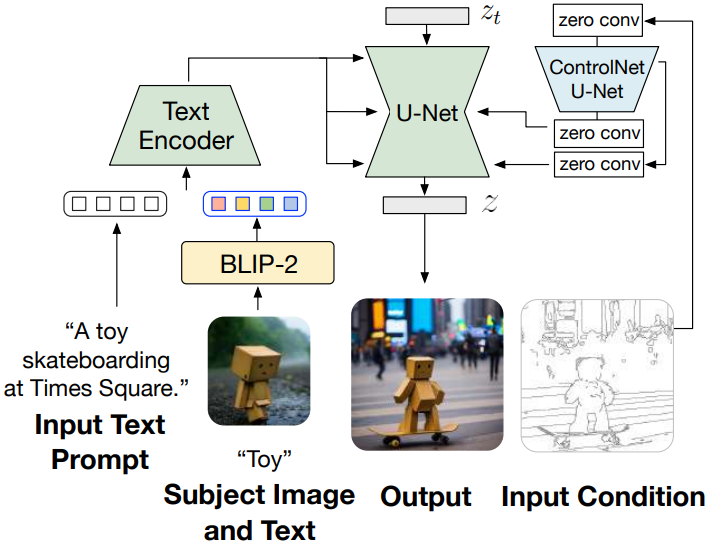 z_t
zero conv
ControlNet
U-Net
Text
Encoder
U-Net
zero conv
zero conv
z
BLIP-2
“A toy
skateboarding
at Times Square.”
Input Text
Prompt
“Toy”
Subject Image
and Text
Output
Input Condition